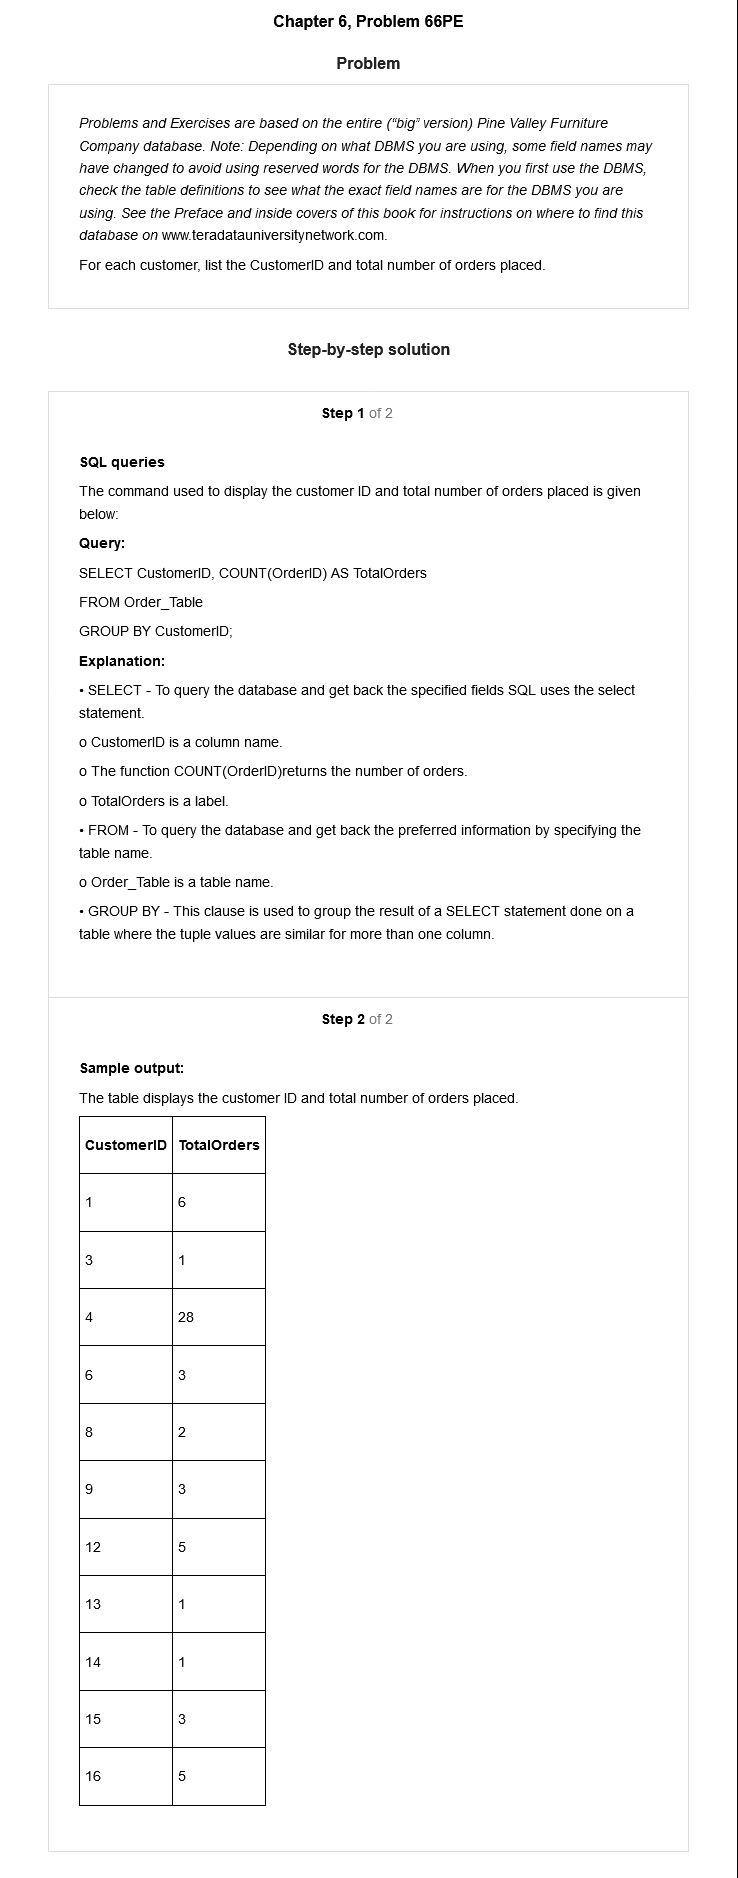 Chapter 6, Problem 66PE
Problem
Problems and Exercises are based on the entire (“big” version) Pine Valley Furniture
Company database. Note: Depending on what DBMS you are using, some field names may
have changed to avoid using reserved words for the DBMS. When you first use the DBMS,
check the table definitions to see what the exact field names are for the DBMS you are
using. See the Preface and inside covers of this book for instructions on where to find this
database on www.teradatauniversitynetwork.com.
For each customer, list the CustomerID and total number of orders placed.
Step-by-step solution
Step 1 of 2
SQL queries
The command used to display the customer ID and total number of orders placed is given
below:
Query:
SELECT CustomerID, COUNT(OrderID) AS TotalOrders
FROM Order_Table
GROUP BY CustomerID;
Explanation:
• SELECT - To query the database and get back the specified fields SQL uses the select
statement.
o CustomerID is a column name.
o The function COUNT(OrderID)returns the number of orders.
o TotalOrders is a label.
• FROM - To query the database and get back the preferred information by specifying the
table name.
o Order_Table is a table name.
• GROUP BY - This clause is used to group the result of a SELECT statement done on a
table where the tuple values are similar for more than one column.
Step 2 of 2
Sample output:
The table displays the customer ID and total number of orders placed.
CustomerID TotalOrders
1 6
3 1
4 28
6 3
8 2
9 3
12 5
13 1
14 1
15 3
16 5